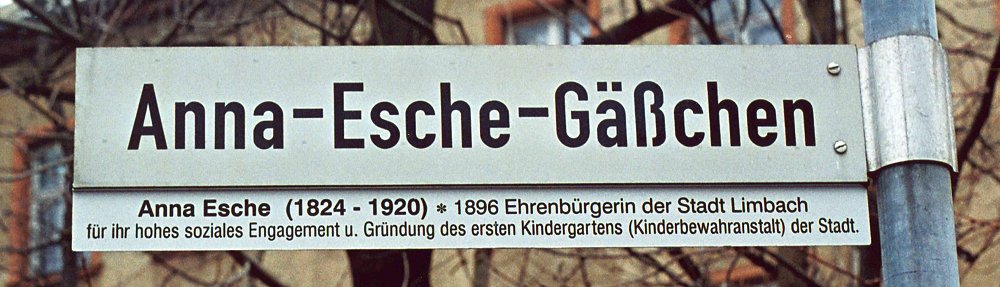 Anna-Esche-Gäßchen
Anna Esche (1824 - 1920) * 1896 Ehrenbürgerin der Stadt Limbach
für ihr hohes soziales Engagement u. Gründung des ersten Kindergartens (Kinderbewahranstalt) der Stadt.